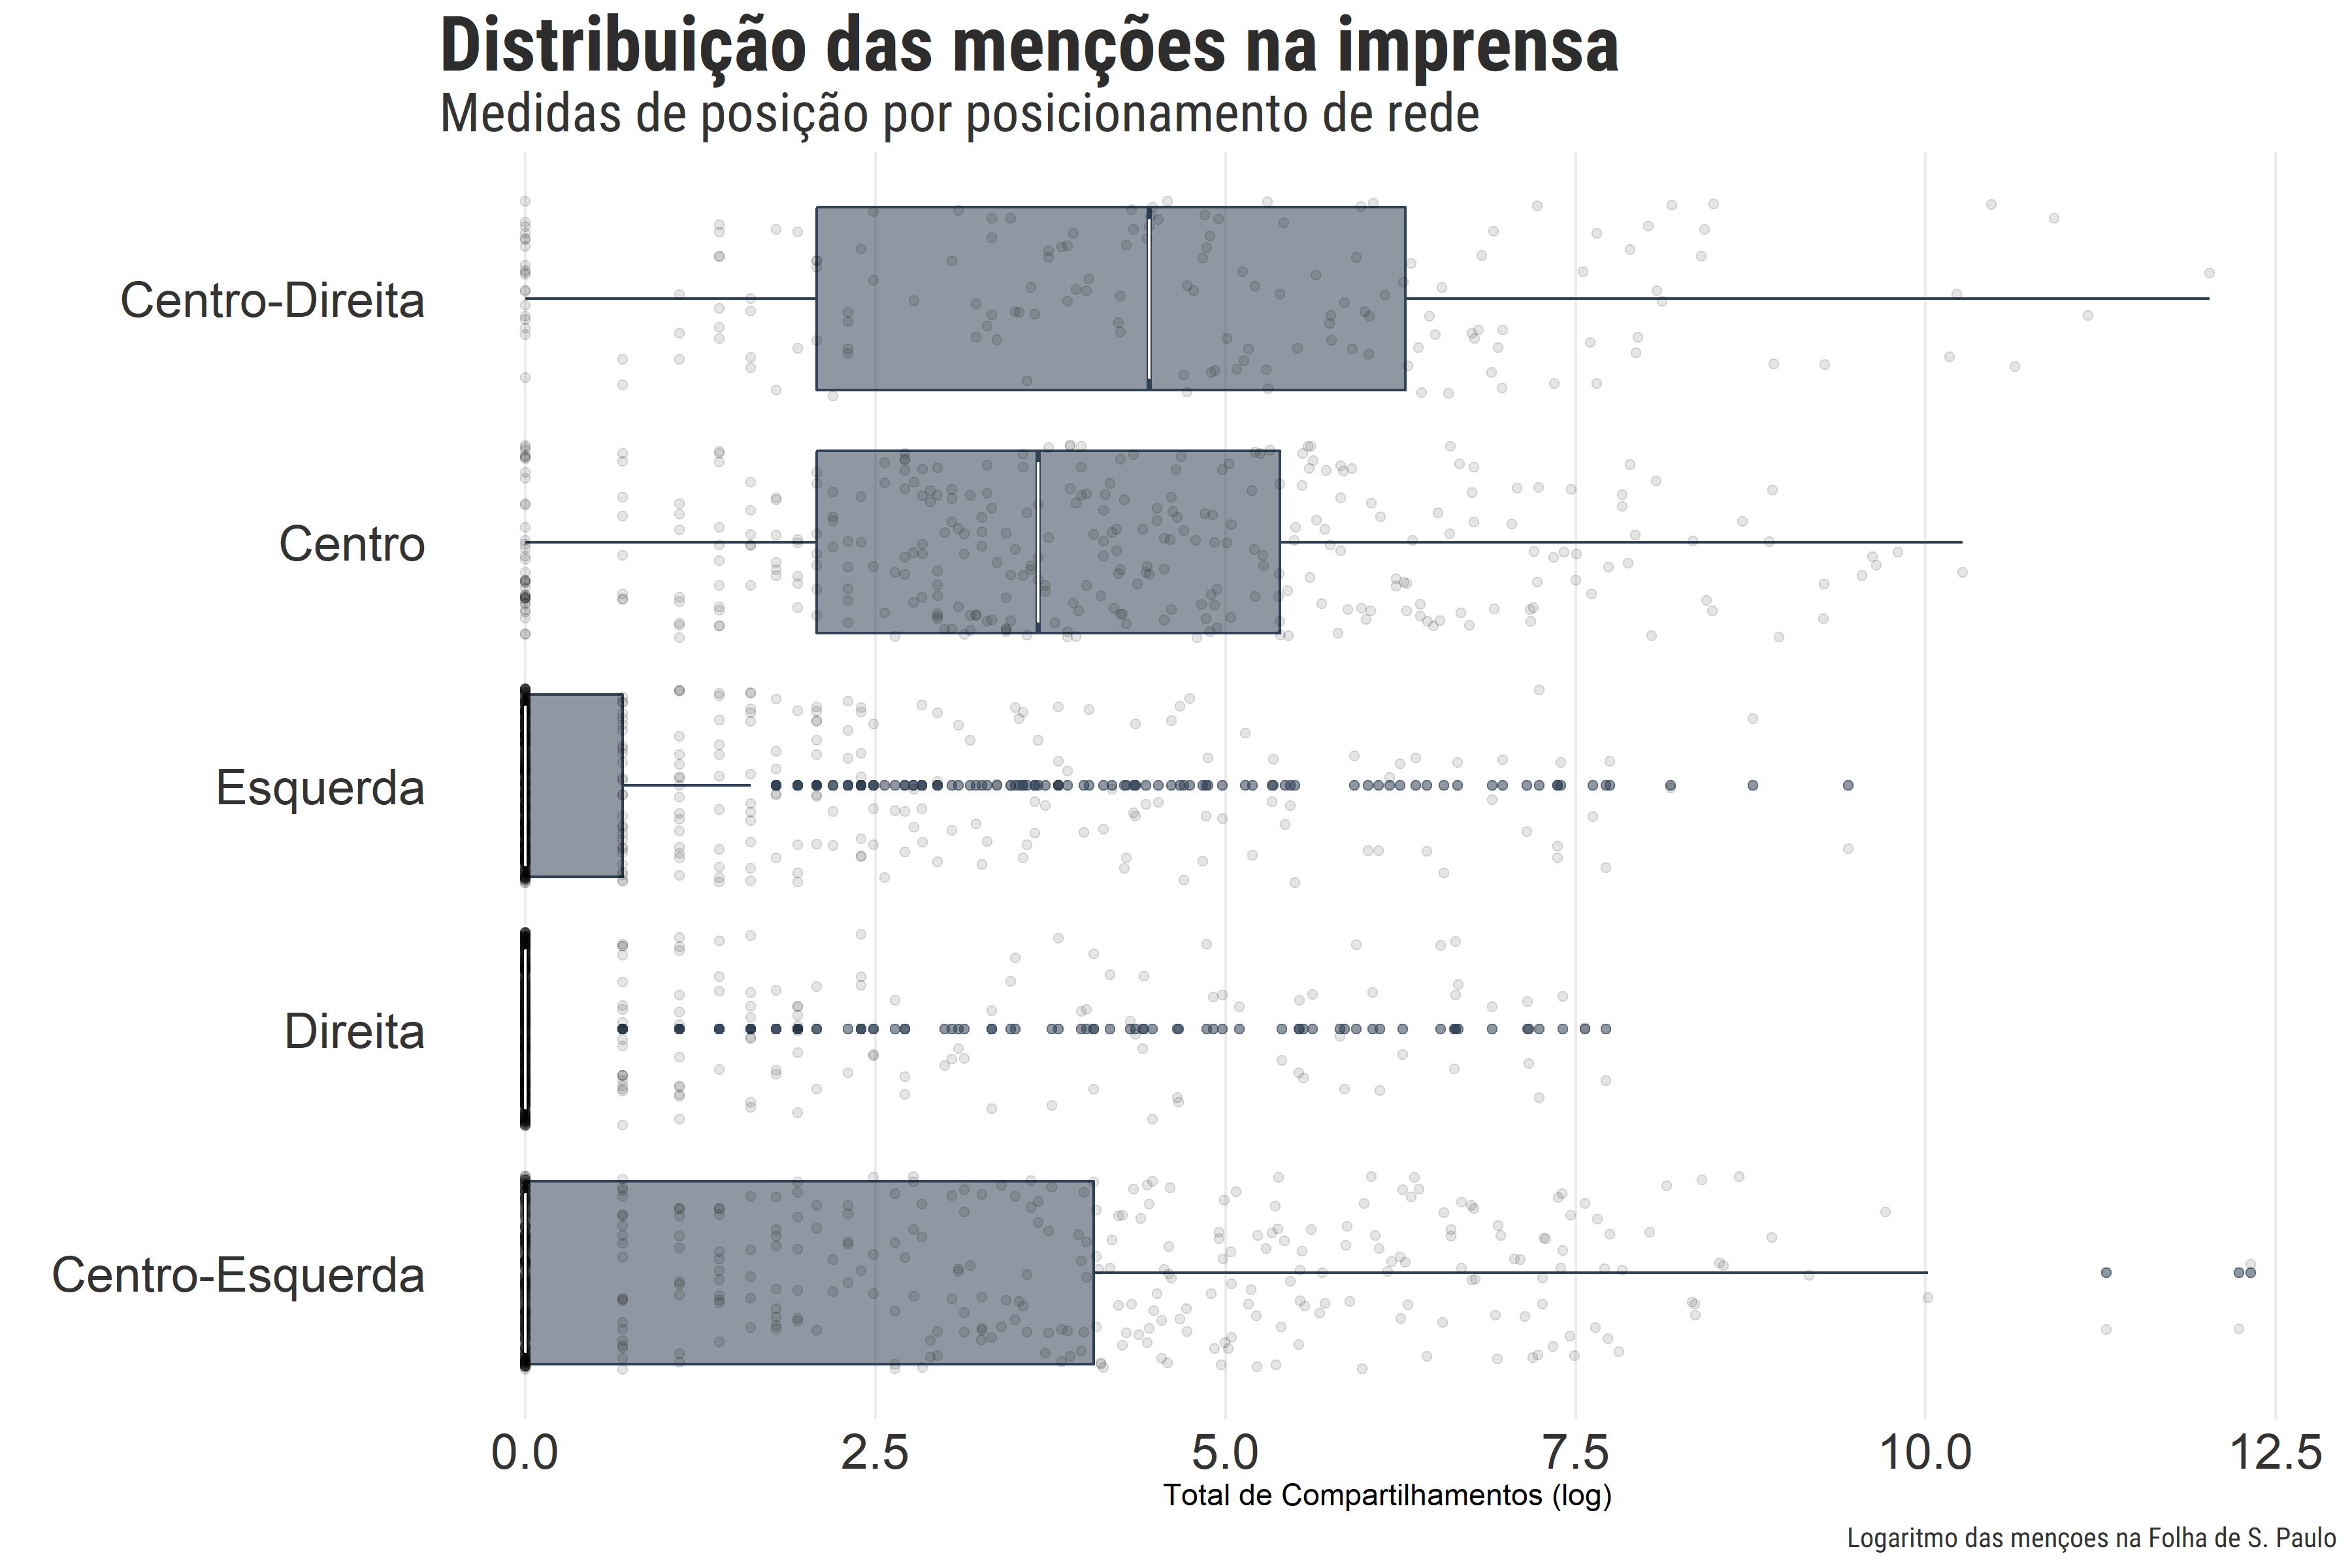 Distribuição das menções na imprensa
Medidas de posição por posicionamento de rede
Centro-Direita
Centro
Esquerda
Direita
Centro-Esquerda
0.0 2.5 5.0 7.5 10.0 12.5
Total de Compartilhamentos (log)
Logaritmo das mençoes na Folha de S. Paulo